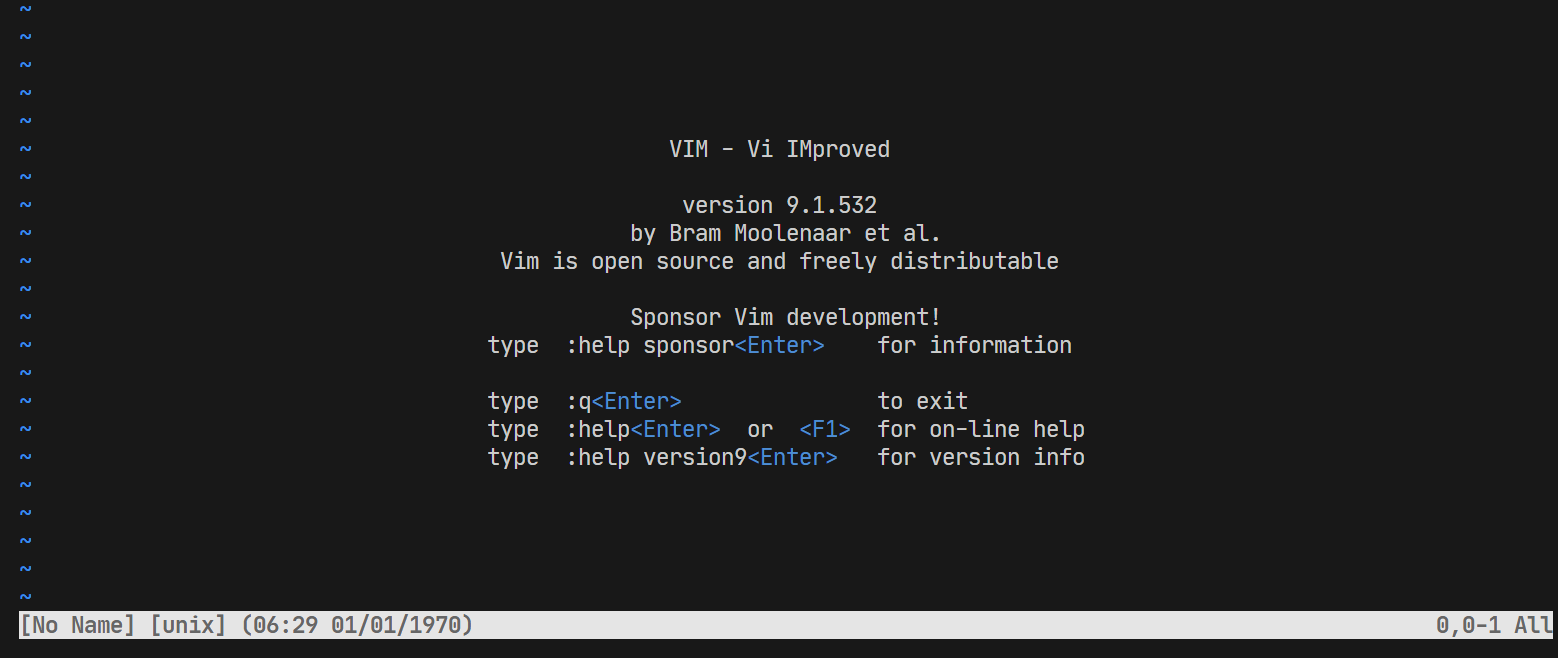 ~
~
~
~
~
~ VIM - Vi IMproved
~
~ version 9.1.532
~ by Bram Moolenaar et al.
~ Vim is open source and freely distributable
~
~ Sponsor Vim development!
~ type  :help sponsor<Enter>    for information
~
~ type  :q<Enter>               to exit
~ type  :help<Enter>  or  <F1>  for on-line help
~ type  :help version9<Enter>   for version info
~
~
~
~
~
[No Name] [unix] (06:29 01/01/1970) 0,0-1 All